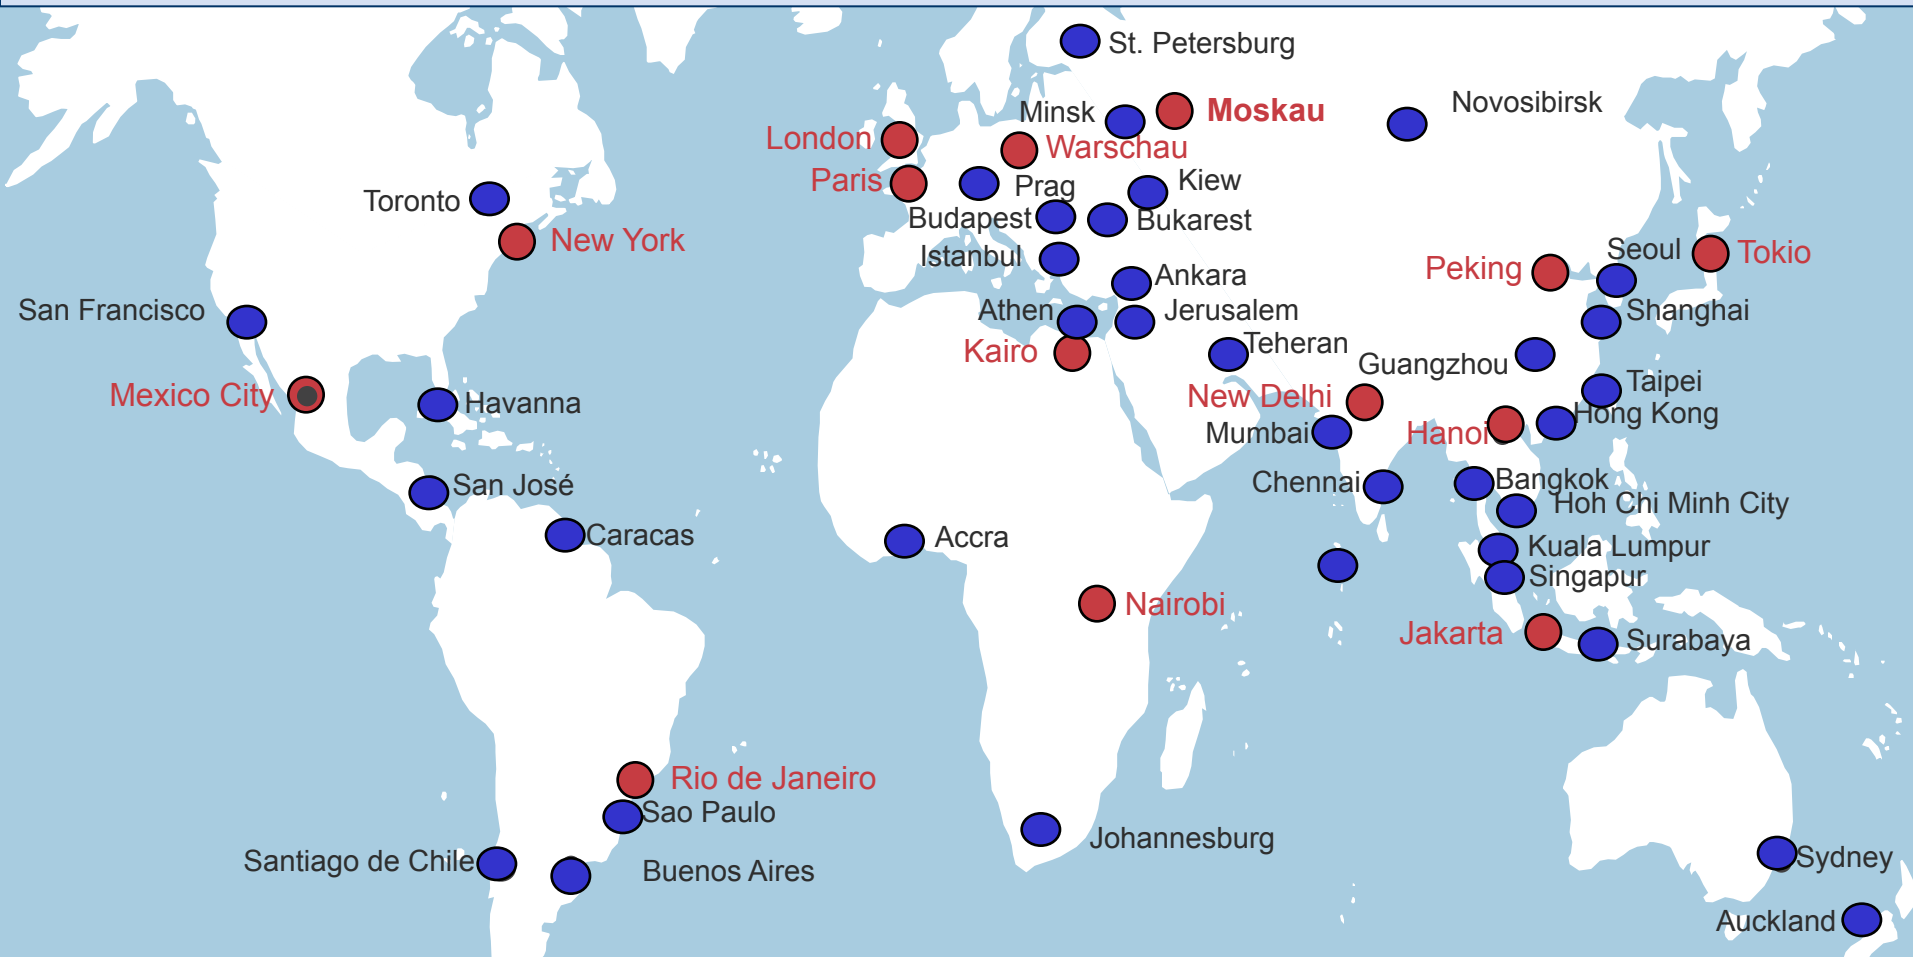 St. Petersburg
Novosibirsk
Minsk
Moskau
London
Warschau
Paris
Prag
Kiew
Toronto
Budapest
Bukarest
New York
Istanbul
Seoul
Tokio
Peking
Ankara
San Francisco
Athen
Jerusalem
Shanghai
Kairo
Teheran
Guangzhou
Taipei
Mexico City
Havanna
New Delhi
Hong Kong
Mumbai
Hanoi
San José
Chennai
Bangkok
Hoh Chi Minh City
Caracas
Accra
Kuala Lumpur
Singapur
Nairobi
Jakarta
Surabaya
Rio de Janeiro
Sao Paulo
Johannesburg
Santiago de Chile
Buenos Aires
Sydney
Auckland